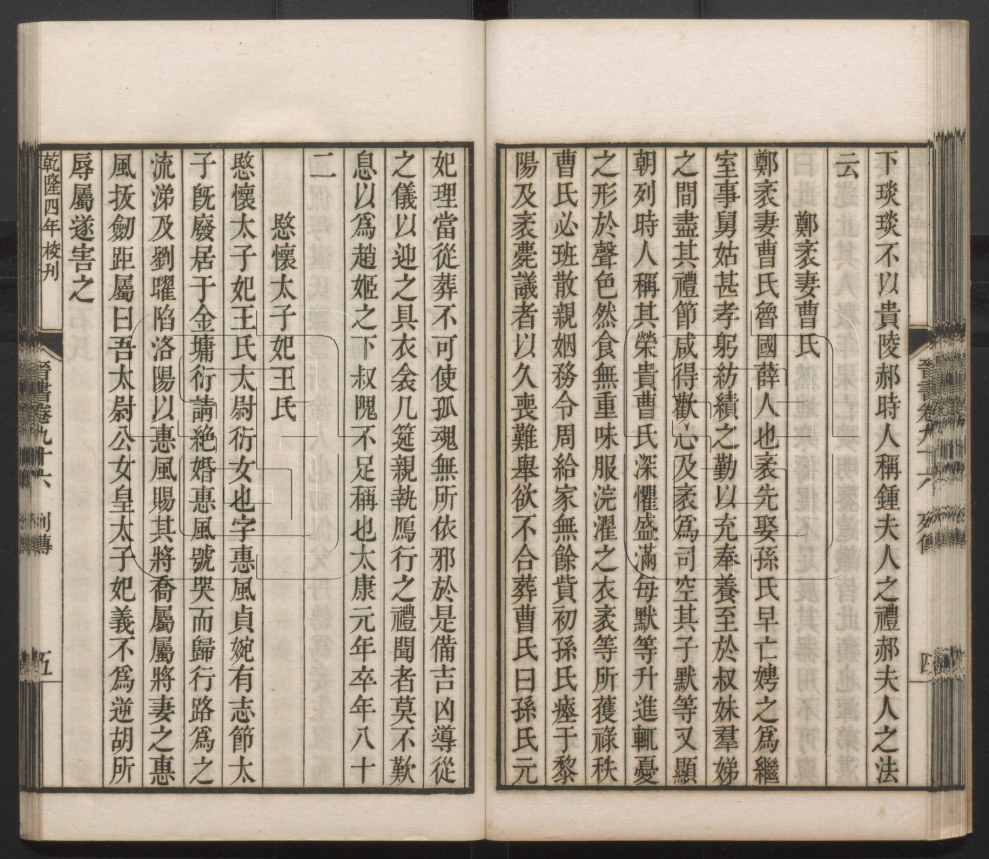 下琰琰不以貴陵郝時人稱鍾夫人之禮郝夫人之法
云
鄭袤妻曹氏
鄭袤妻曹氏魯國薛人也袤先娶孫氏早亡娉之爲繼
室事舅姑甚孝躬紡績之勤以充奉養至於叔妹羣娣
之間盡其禮節咸得歡心及袤爲司空其子默等又顯
朝列時人稱其榮貴曹氏深懼盛滿每默等升進輒憂
之形於聲色然食無重味服浣濯之衣袤等所獲祿秩
曹氏必班散親姻務令周給家無餘貲初孫氏瘞于黎
陽及袤薨議者以久喪難舉欲不合葬曹氏曰孫氏元
晉書卷九十六 列傳
四
妃理當從葬不可使孤魂無所依邪於是備吉凶導從
之儀以迎之具衣衾几筵親執鴈行之禮聞者莫不歎
息以爲趙姬之下叔隗不足稱也太康元年卒年八十
二
愍懷太子妃王氏
愍懷太子妃王氏太尉衍女也字惠風貞婉有志節太
子旣廢居于金墉衍請絕婚惠風號哭而歸行路爲之
流涕及劉曜陷洛陽以惠風賜其將喬屬屬將妻之惠
風拔劒距屬曰吾太尉公女皇太子妃義不爲逆胡所
辱屬遂害之
乾隆四年校刊
晉書卷九十六 列傳
五